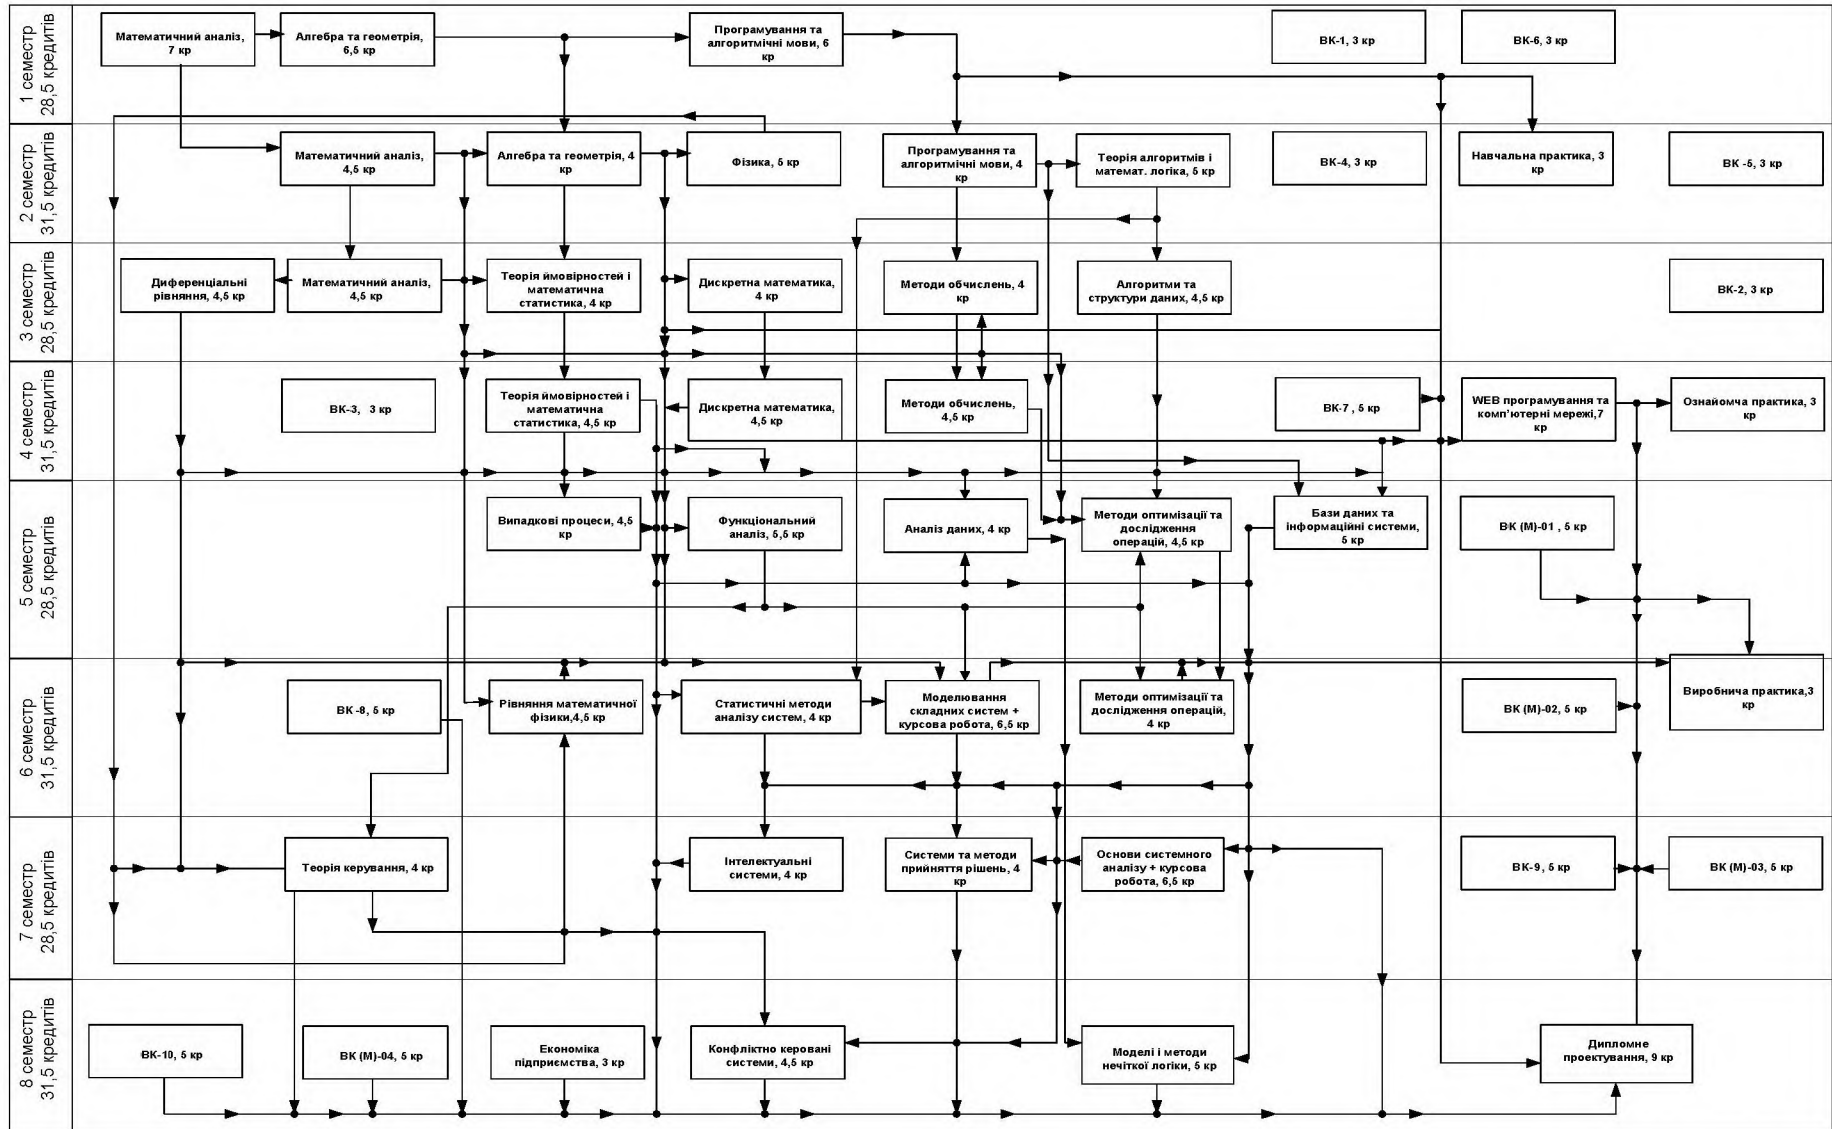 1 семестр
28,5 кредитів
Математичний аналіз,
7 кр
Алгебра та геометрія,
6,5 кр
Програмування та
алгоритмічні мови, 6
кр
ВК-1, 3 кр
ВК-6, 3 кр
2 семестр
31,5 кредитів
Математичний аналіз,
4,5 кр
Алгебра та геометрія, 4
кр
Фізика, 5 кр
Програмування та
алгоритмічні мови, 4
кр
Теорія алгоритмів і
математ. логіка, 5 кр
ВК-4, 3 кр
Навчальна практика, 3
кр
ВК -5, 3 кр
3 семестр
28,5 кредитів
Диференціальні
рівняння, 4,5 кр
Математичний аналіз,
4,5 кр
Теорія ймовірностей і
математична
статистика, 4 кр
Дискретна математика,
4 кр
Методи обчислень, 4
кр
Алгоритми та
структури даних, 4,5 кр
ВК-2, 3 кр
4 семестр
31,5 кредитів
ВК-3, 3 кр
Теорія ймовірностей і
математична
статистика, 4,5 кр
Дискретна математика,
4,5 кр
Методи обчислень,
4,5 кр
ВК-7 , 5 кр
WEB програмування та
комп'ютерні мережі,7
кр
Ознайомча практика, 3
кр
5 семестр
28,5 кредитів
Випадкові процеси, 4,5
кр
Функціональний
аналіз, 5,5 кр
Аналіз даних, 4 кр
Методи оптимізації та
дослідження
операцій, 4,5 кр
Бази даних та
інформаційні системи,
5 кр
ВК (М)-01 , 5 кр
6 семестр
31,5 кредитів
ВК -8, 5 кр
Рівняння математичної
фізики,4,5 кр
Статистичні методи
аналізу систем, 4 кр
Моделювання
складних систем +
курсова робота, 6,5 кр
Методи оптимізації та
дослідження операцій,
4 кр
ВК (М)-02, 5 кр
Виробнича практика,3
кр
7 семестр
28,5 кредитів
Теорія керування, 4 кр
Інтелектуальні
системи, 4 кр
Системи та методи
прийняття рішень, 4
кр
Основи системного
аналізу + курсова
робота, 6,5 кр
ВК-9, 5 кр
ВК (М)-03, 5 кр
8 семестр
31,5 кредитів
ВК-10, 5 кр
ВК (М)-04, 5 кр
Економіка
підприємства, 3 кр
Конфліктно керовані
системи, 4,5 кр
Моделі і методи
нечіткої логіки, 5 кр
Дипломне
проектування, 9 кр